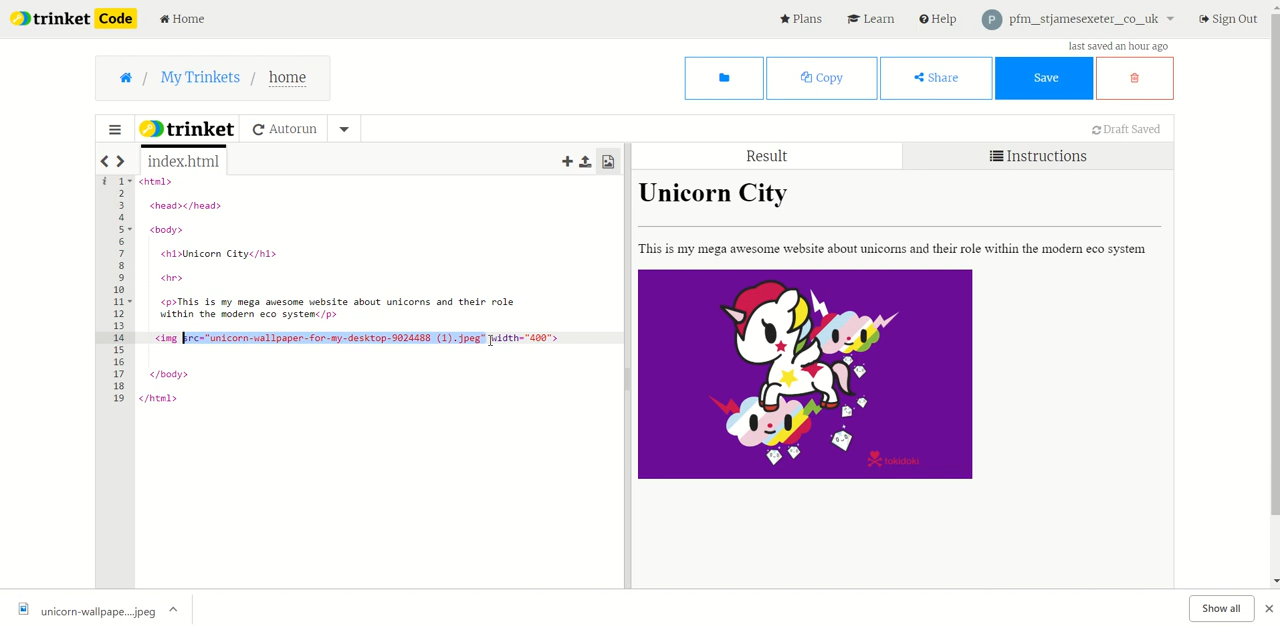 trinket Code Home Plans Learn Help P pfm_stjamesexeter_co_uk Sign Out
last saved an hour ago
/ My Trinkets / home Copy Share Save
trinket Autorun Draft Saved
index.html Result Instructions
i 1 <html>
2
3 <head></head>
4
5 <body>
6
7 <h1>Unicorn City</h1>
8
9 <hr>
10
11 <p>This is my mega awesome website about unicorns and their role
12 within the modern eco system</p>
13
14 <img src="unicorn-wallpaper-for-my-desktop-9024488 (1).jpeg" width="400">
15
16
17 </body>
18
19 </html>
Unicorn City
This is my mega awesome website about unicorns and their role within the modern eco system
tokidoki
unicorn-wallpape....jpeg Show all